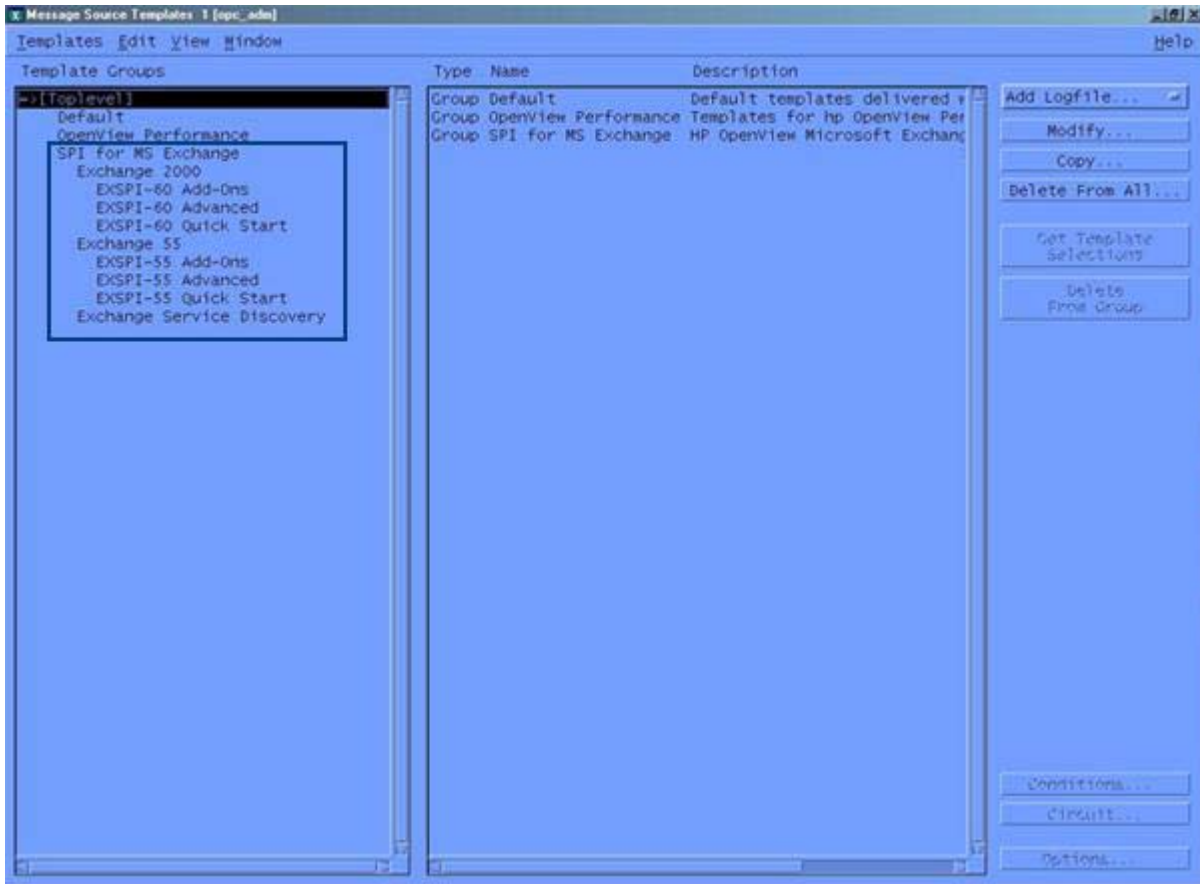 Message Source Templates 1 [opc_adm]
Templates Edit View Window
Help
Template Groups
=>[Toplevel]
Default
OpenView Performance
SPI for MS Exchange
Exchange 2000
EXSPI-60 Add-Ons
EXSPI-60 Advanced
EXSPI-60 Quick Start
Exchange 55
EXSPI-55 Add-Ons
EXSPI-55 Advanced
EXSPI-55 Quick Start
Exchange Service Discovery
Type Name Description
Group Default Default templates delivered
Group OpenView Performance Templates for hp OpenView Per
Group SPI for MS Exchange HP OpenView Microsoft Exchang
Add Logfile...
Modify...
Copy...
Delete From All...
Get Template
Selections
Delete
From Group
Conditions...
Circuit...
Options...